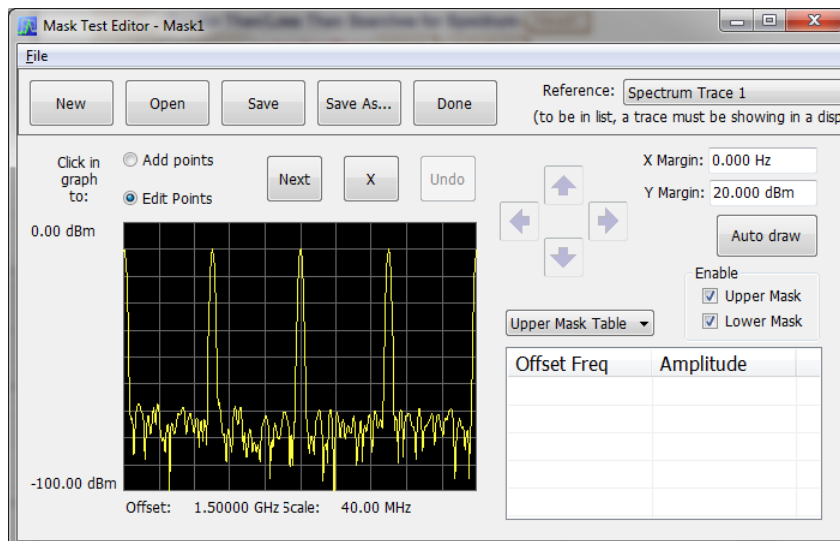 Mask Test Editor - Mask1
File
New Open Save Save As... Done
Reference: Spectrum Trace 1
(to be in list, a trace must be showing in a disp
Click in
graph
to:
Add points
Edit Points
Next X Undo
X Margin: 0.000 Hz
Y Margin: 20.000 dBm
Auto draw
Enable
Upper Mask
Lower Mask
0.00 dBm
-100.00 dBm
Offset: 1.50000 GHz Scale: 40.00 MHz
Upper Mask Table
Offset Freq Amplitude